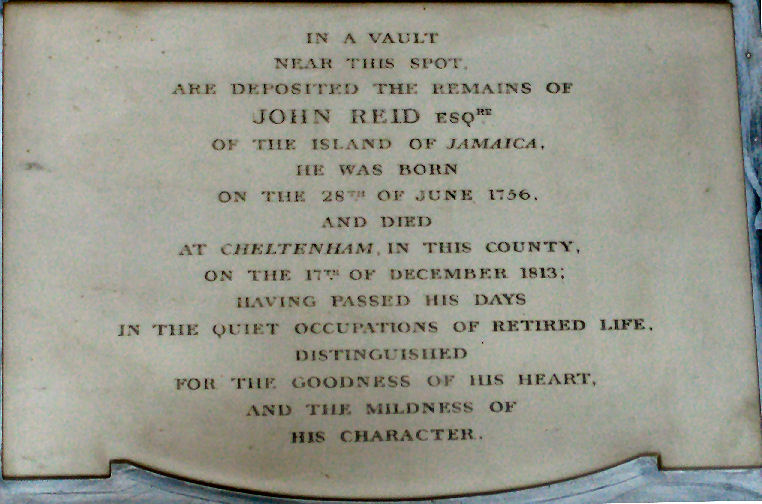 IN A VAULT
NEAR THIS SPOT,
ARE DEPOSITED THE REMAINS OF
JOHN REID ESQRE
OF THE ISLAND OF JAMAICA,
HE WAS BORN
ON THE 28TH OF JUNE 1756,
AND DIED
AT CHELTENHAM, IN THIS COUNTY,
ON THE 17TH OF DECEMBER 1813;
HAVING PASSED HIS DAYS
IN THE QUIET OCCUPATIONS OF RETIRED LIFE,
DISTINGUISHED
FOR THE GOODNESS OF HIS HEART,
AND THE MILDNESS OF
HIS CHARACTER.